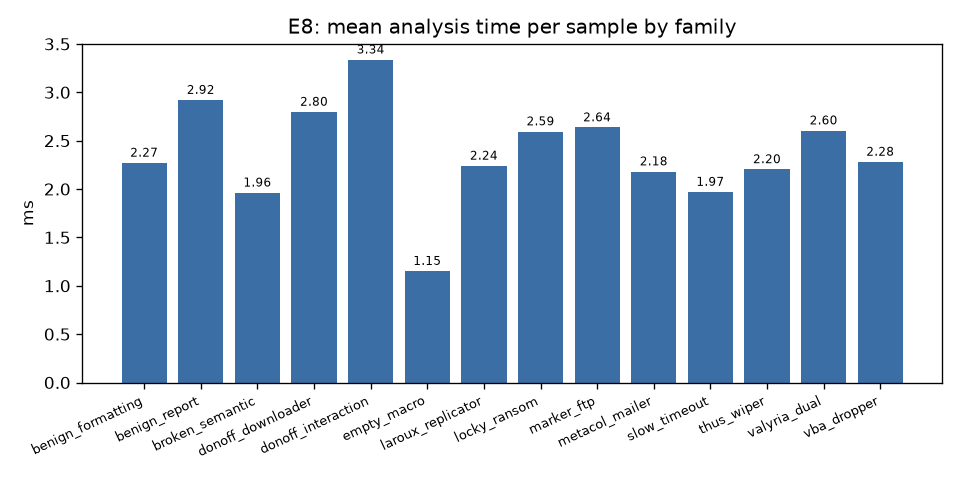 E8: mean analysis time per sample by family
ms
3.5
3.0
2.5
2.0
1.5
1.0
0.5
0.0
2.27
2.92
1.96
2.80
3.34
1.15
2.24
2.59
2.64
2.18
1.97
2.20
2.60
2.28
benign_formatting
benign_report
broken_semantic
donoff_downloader
donoff_interaction
empty_macro
laroux_replicator
locky_ransom
marker_ftp
metacol_mailer
slow_timeout
thus_wiper
valyria_dual
vba_dropper